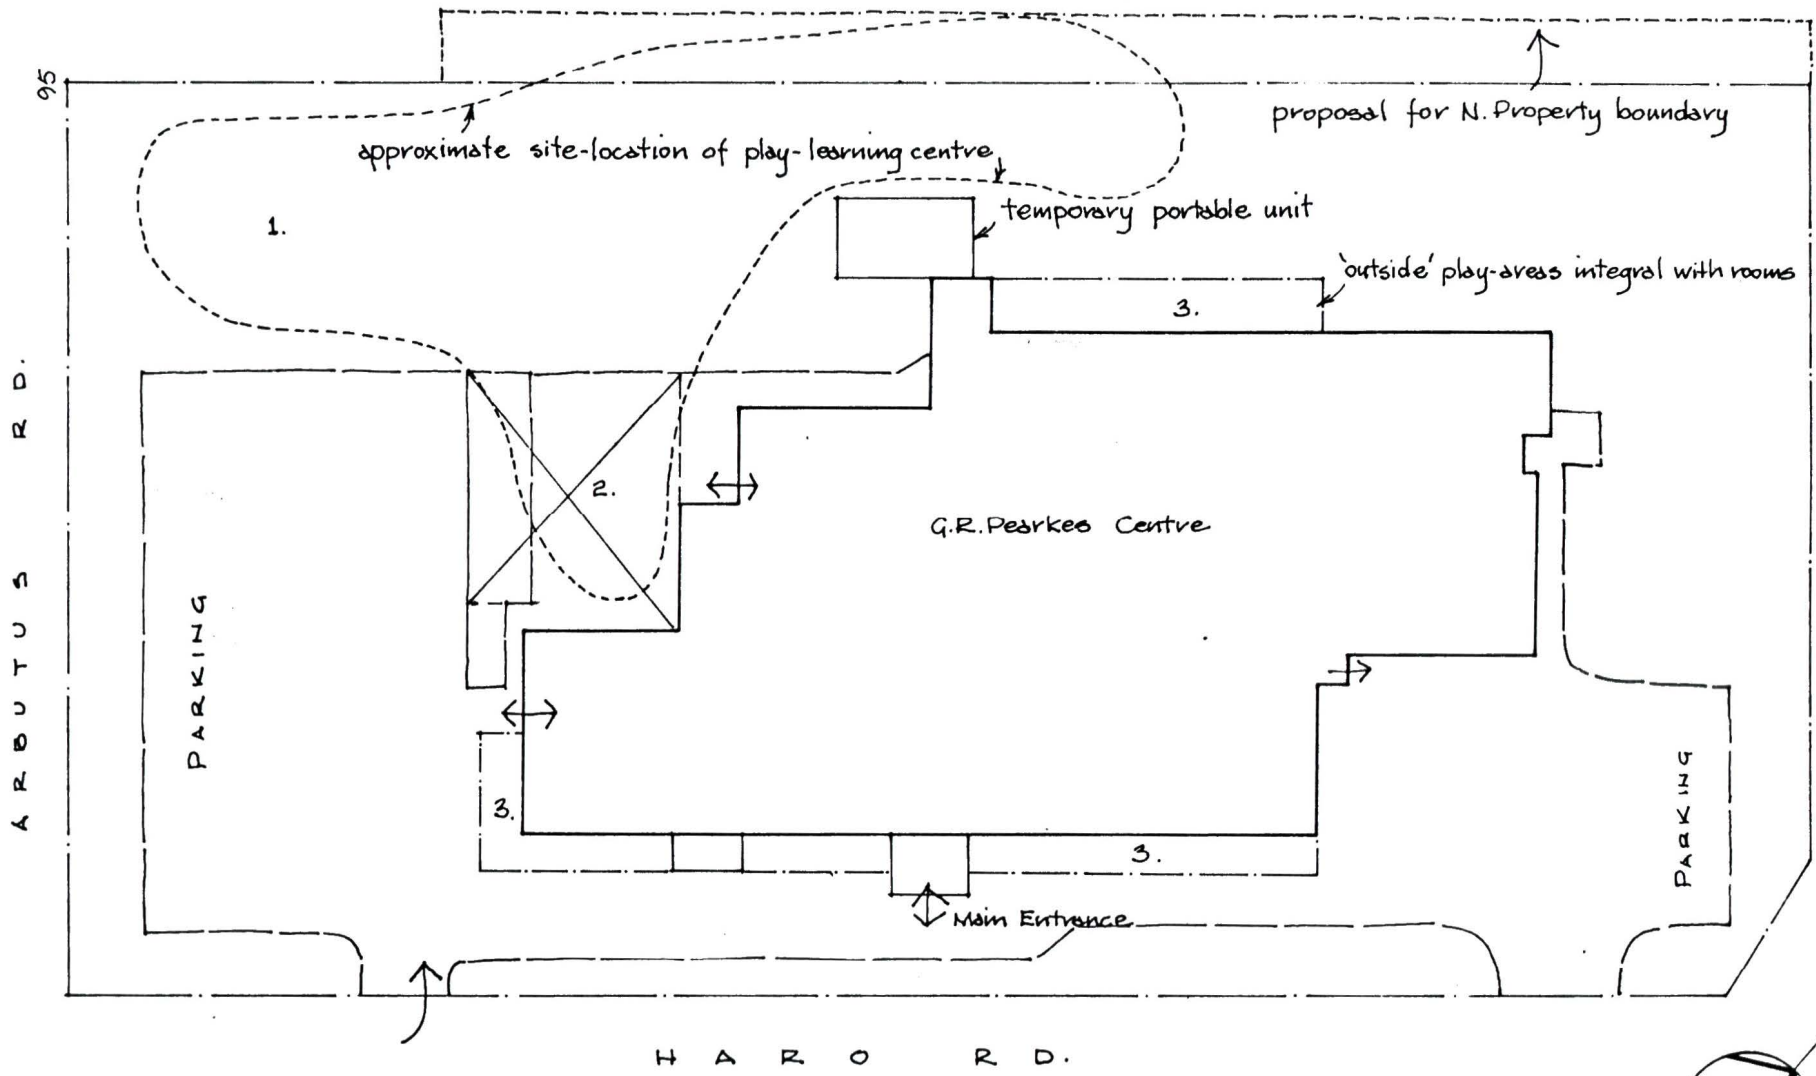 95
proposal for N. Property boundary
approximate site-location of play-learning centre
1.
temporary portable unit
'outside' play-areas integral with rooms
3.
2.
G.R. Pearkes Centre
ARBUTUS RD.
PARKING
3.
3.
PARKING
Main Entrance
HARO RD.